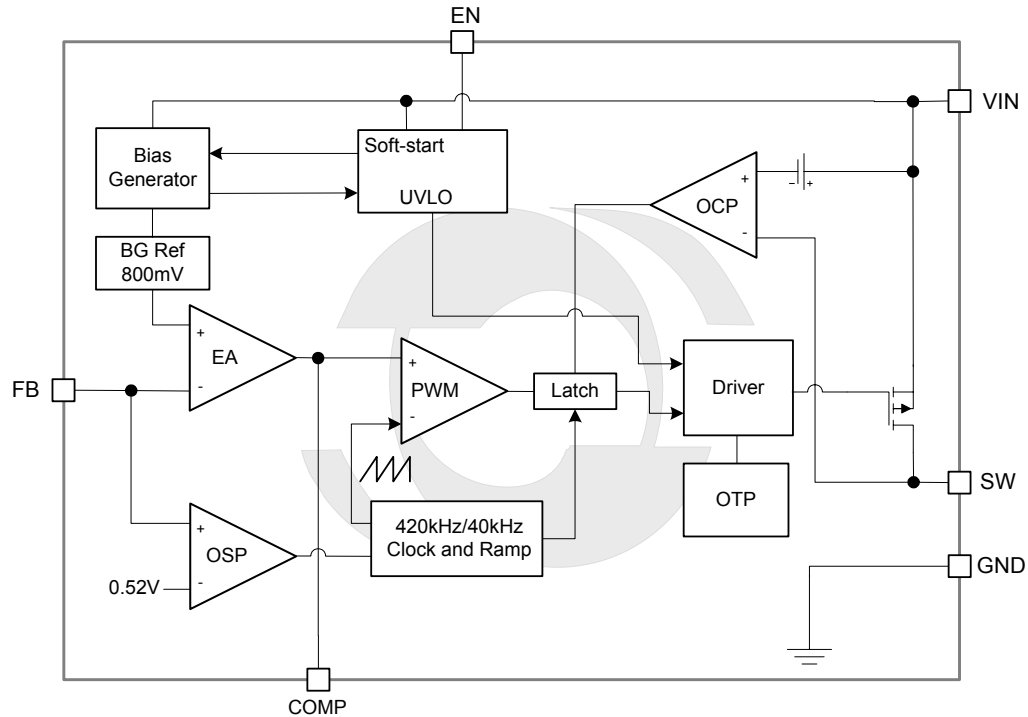 EN
VIN
Soft-start
UVLO
Bias
Generator
BG Ref
800mV
+
OCP
-
- +
+
EA
-
FB
+
PWM
-
Latch
Driver
OTP
SW
+
OSP
-
0.52V
420kHz/40kHz
Clock and Ramp
GND
COMP